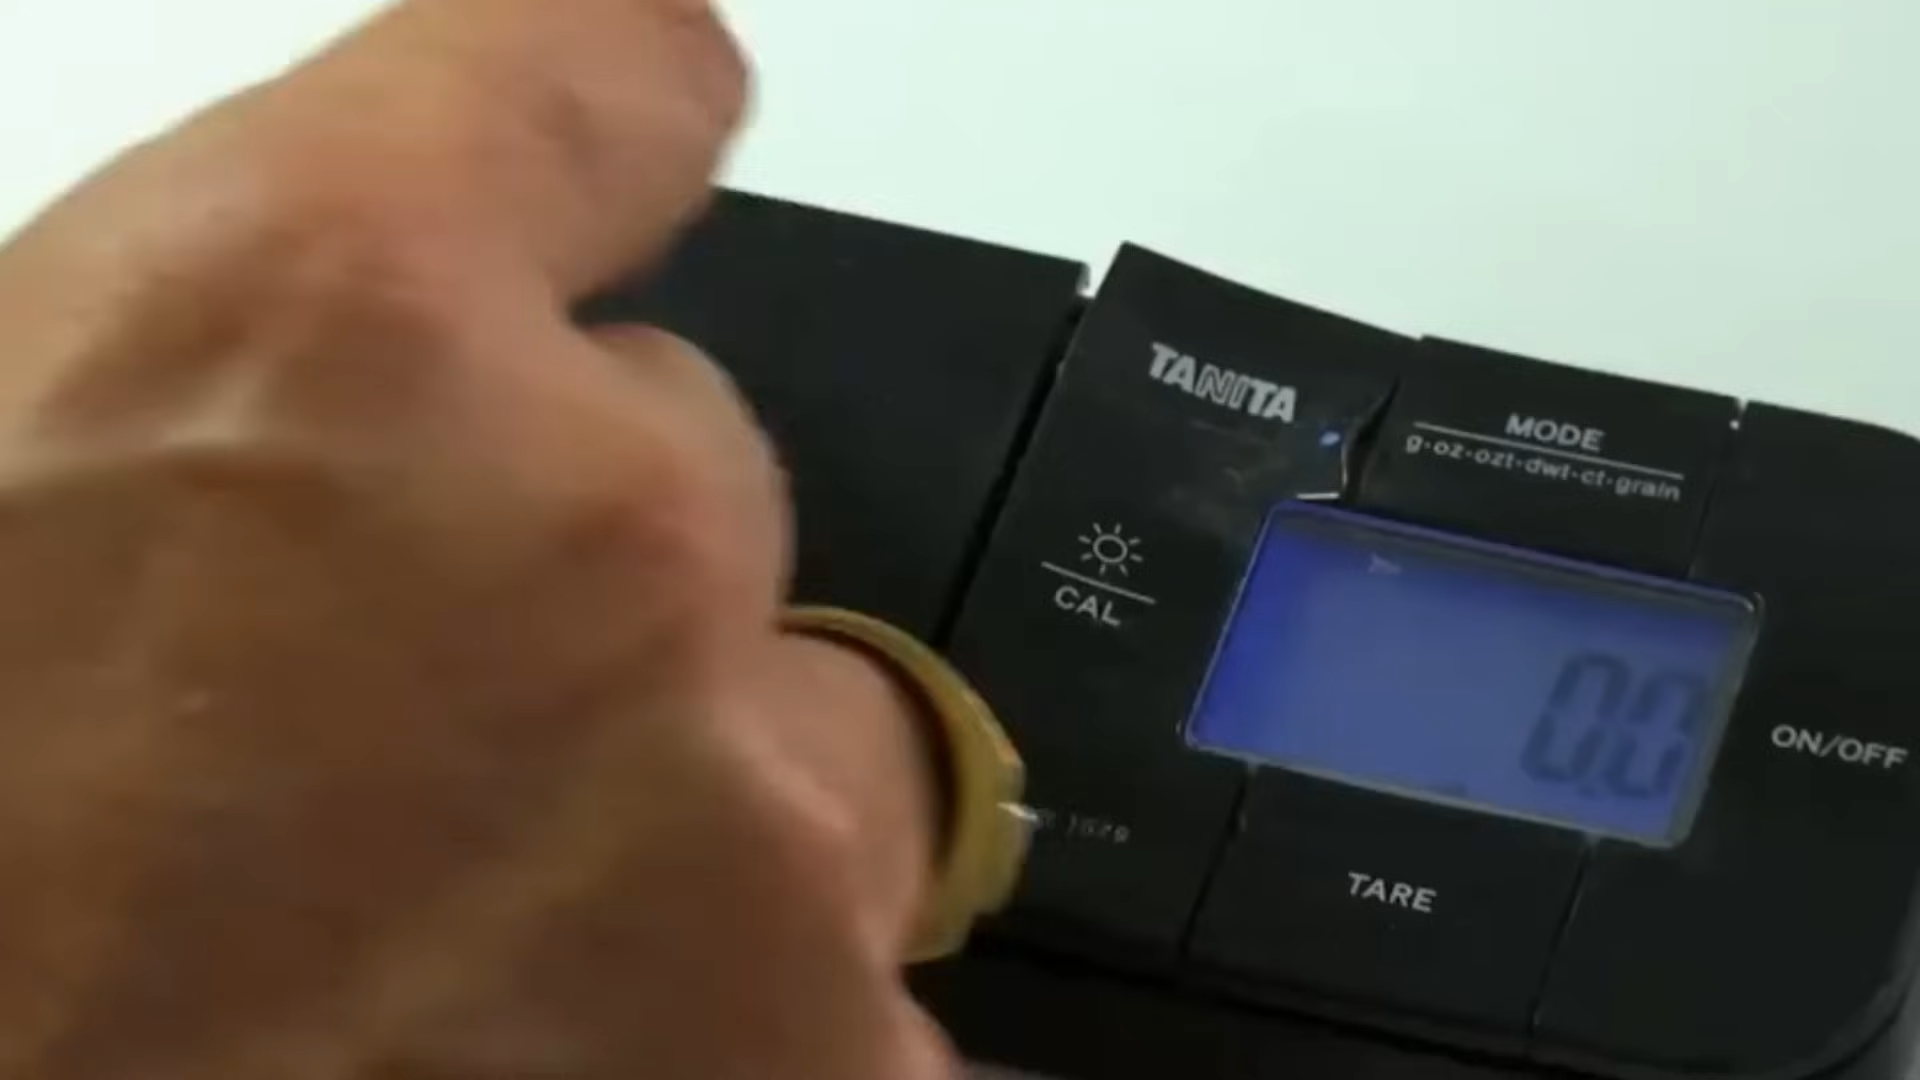 TANITA
MODE
g·oz·ozt·dwt·ct·grain
CAL
0.0
ON/OFF
TARE